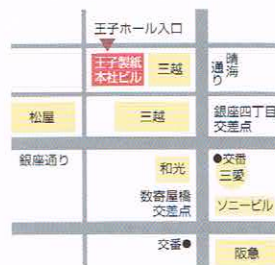 王子ホール入口
王子製紙
本社ビル
三越
晴海
通り
松屋
三越
銀座四丁目
交差点
銀座通り
和光
●交番
三愛
数寄屋橋
交差点
ソニービル
交番●
阪急